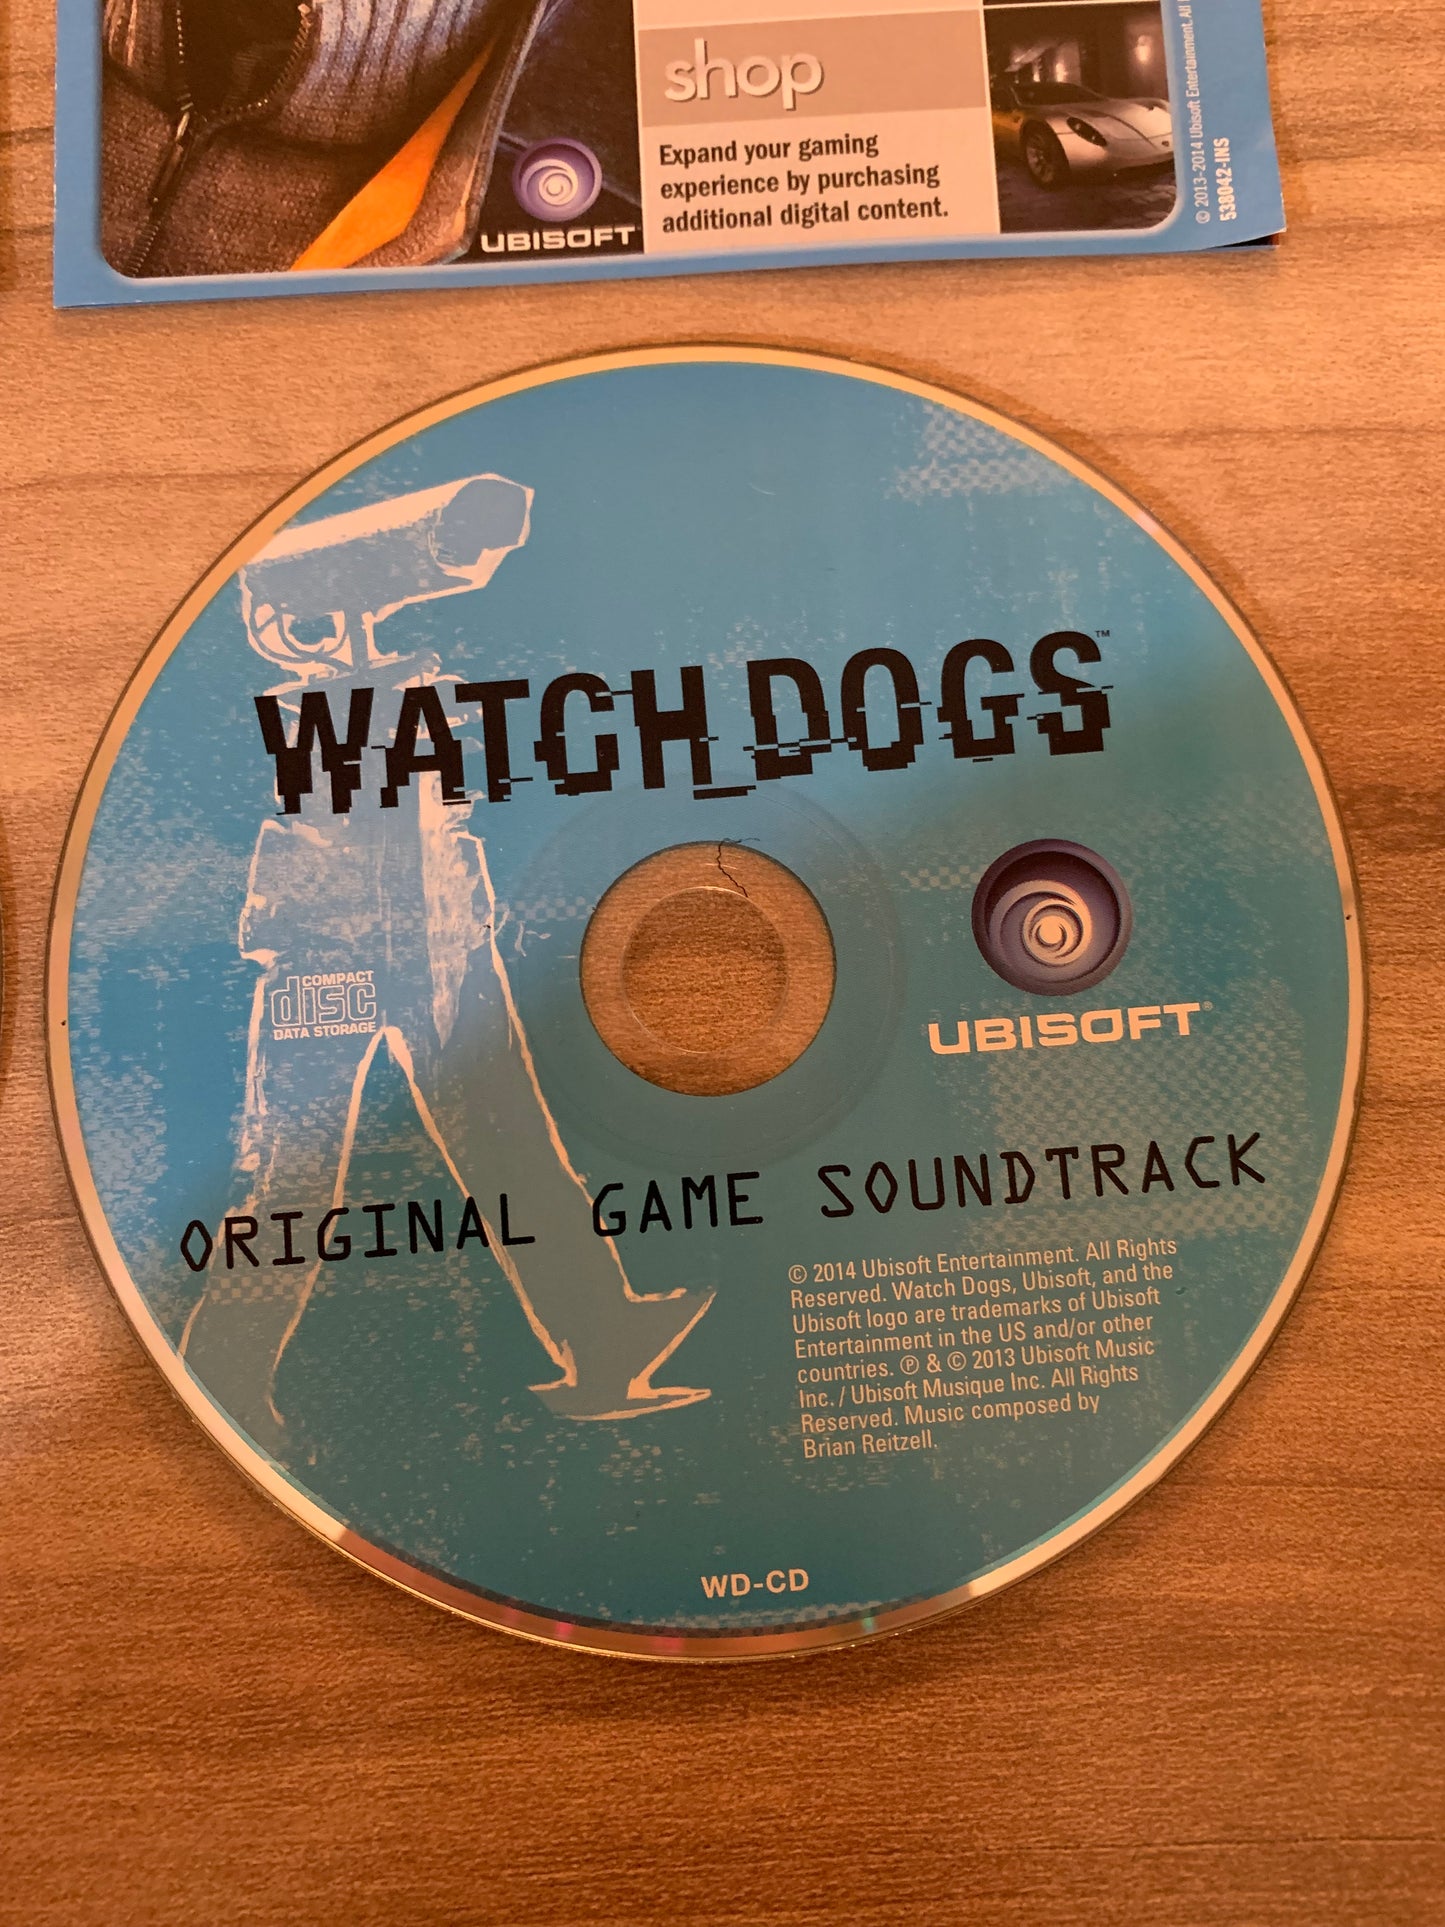 shop
Expand your gaming
experience by purchasing
additional digital content.
UBISOFT
© 2013-2014 Ubisoft Entertainment. All
538042-INS
WATCH_DOGS™
COMPACT
disc
DATA STORAGE
UBISOFT®
ORIGINAL GAME SOUNDTRACK
© 2014 Ubisoft Entertainment. All Rights
Reserved. Watch Dogs, Ubisoft, and the
Ubisoft logo are trademarks of Ubisoft
Entertainment in the US and/or other
countries. ℗ & © 2013 Ubisoft Music
Inc. / Ubisoft Musique Inc. All Rights
Reserved. Music composed by
Brian Reitzell.
WD-CD